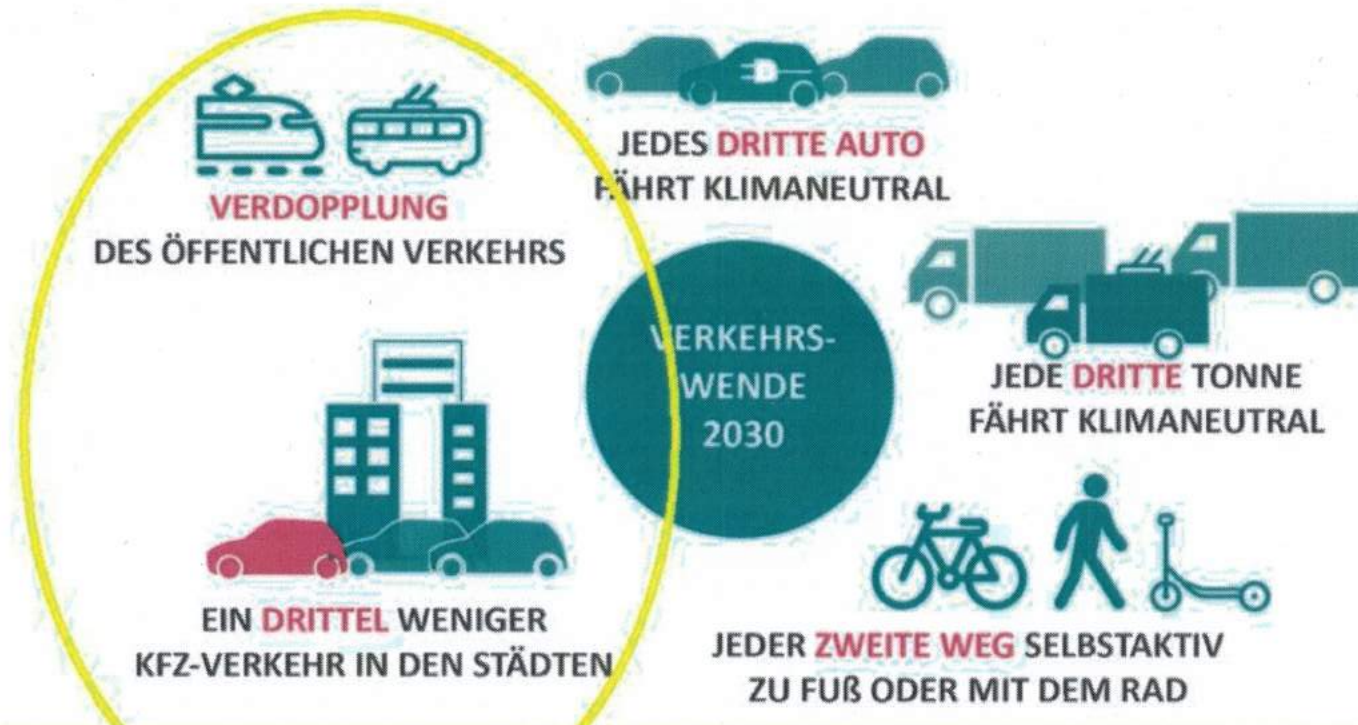 VERDOPPLUNG
DES ÖFFENTLICHEN VERKEHRS
JEDES DRITTE AUTO
FÄHRT KLIMANEUTRAL
VERKEHRS-
WENDE
2030
JEDE DRITTE TONNE
FÄHRT KLIMANEUTRAL
EIN DRITTEL WENIGER
KFZ-VERKEHR IN DEN STÄDTEN
JEDER ZWEITE WEG SELBSTAKTIV
ZU FUß ODER MIT DEM RAD